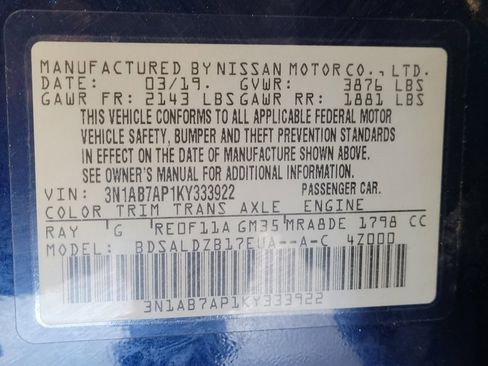 MANUFACTURED BY NISSAN MOTOR CO., LTD.
DATE: 03/19. GVWR: 3876 LBS
GAWR FR: 2143 LBS GAWR RR: 1881 LBS
THIS VEHICLE CONFORMS TO ALL APPLICABLE FEDERAL MOTOR
VEHICLE SAFETY, BUMPER AND THEFT PREVENTION STANDARDS
IN EFFECT ON THE DATE OF MANUFACTURE SHOWN ABOVE.
SEE OWNER'S MANUAL FOR ADDITIONAL INFORMATION.
VIN: 3N1AB7AP1KY333922 PASSENGER CAR.
COLOR TRIM TRANS AXLE ENGINE
RAY G RE0F11A GM35 MRA8DE 1798 CC
MODEL: BDSALDZB17EUA--A-C 4Z000
3N1AB7AP1KY333922